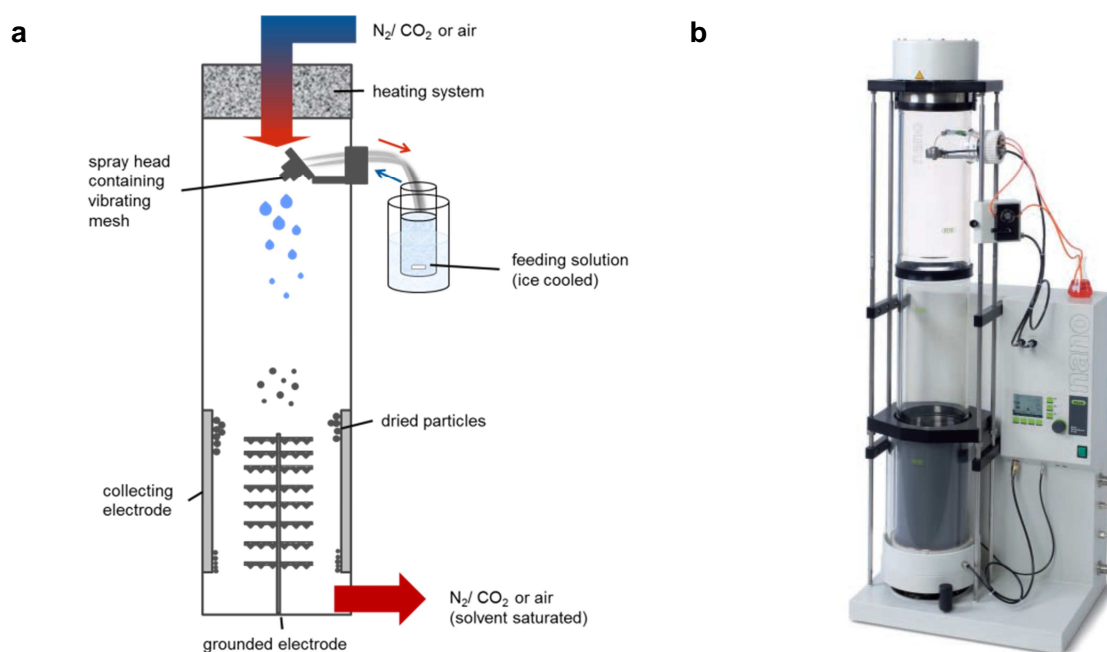 a
N₂/ CO₂ or air
heating system
spray head
containing
vibrating
mesh
feeding solution
(ice cooled)
dried particles
collecting
electrode
N₂/ CO₂ or air
(solvent saturated)
grounded electrode
b
nano
nano